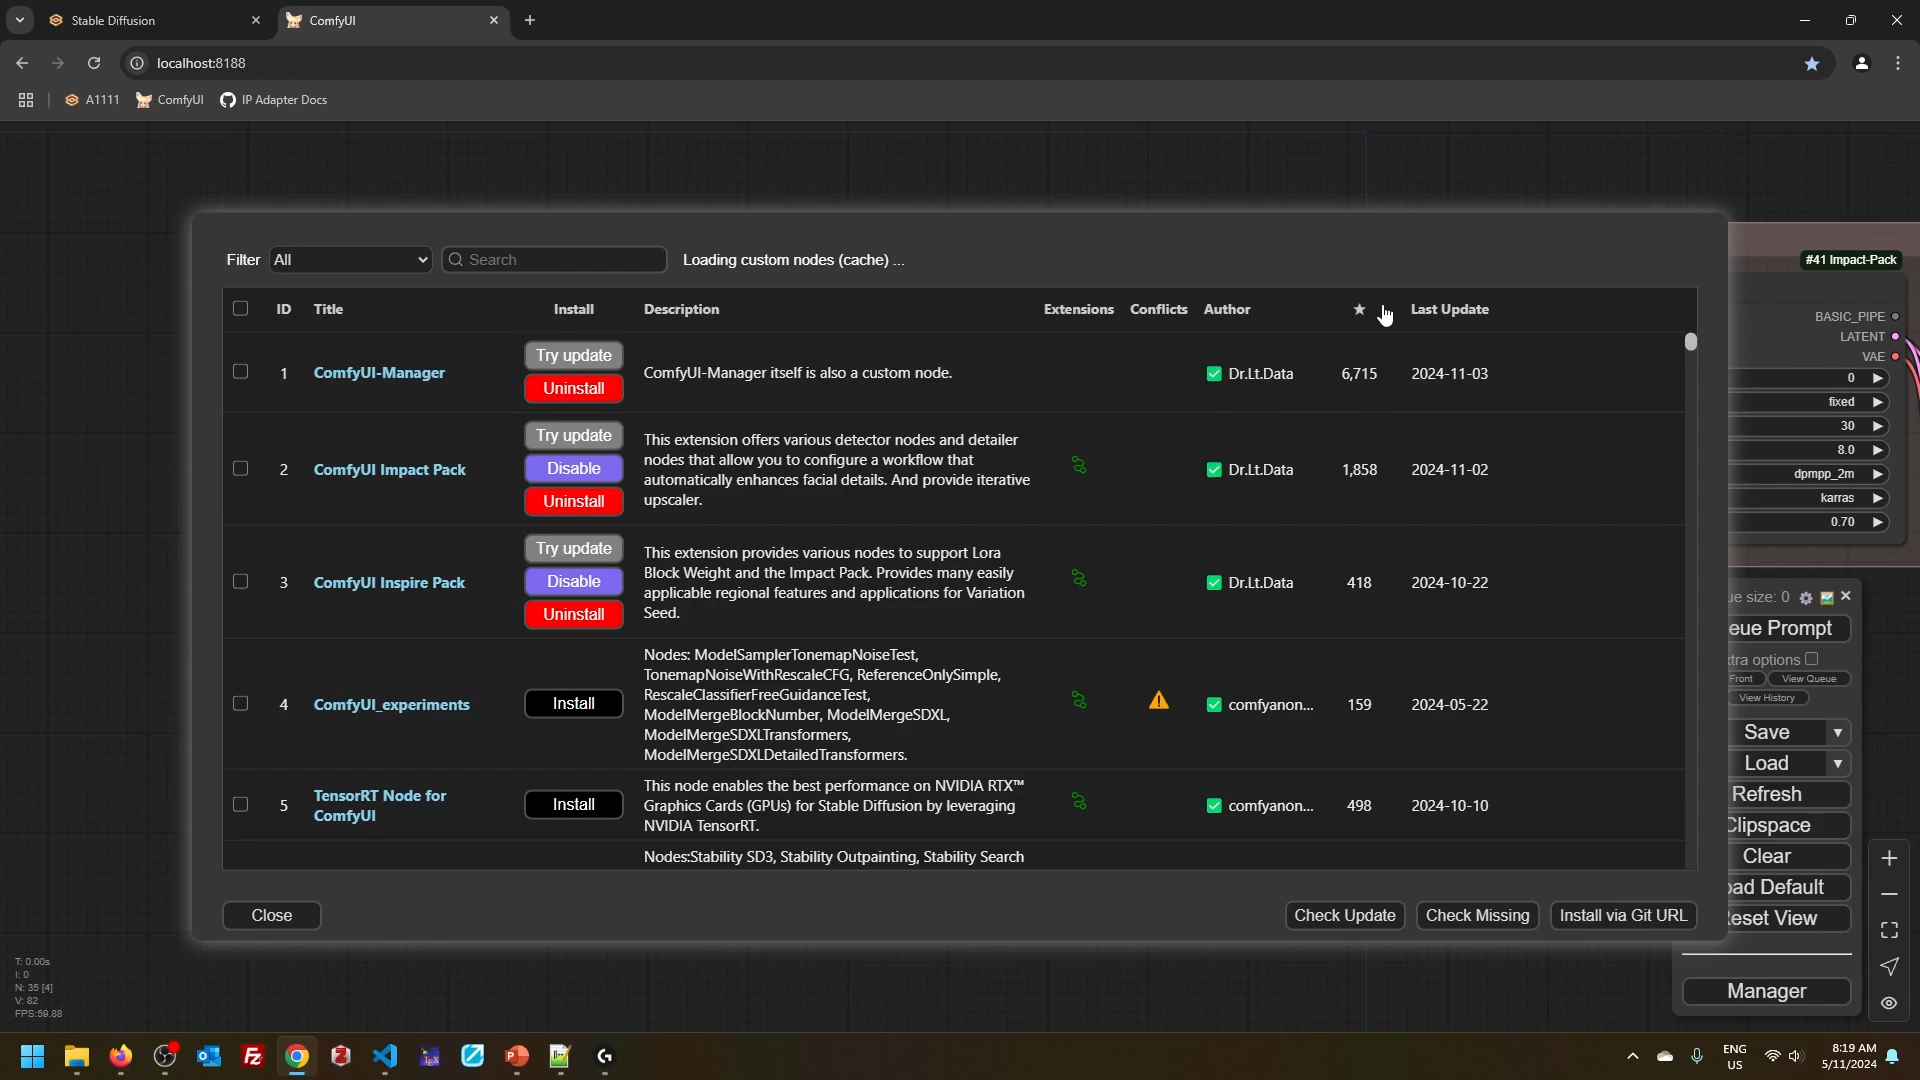 Stable Diffusion
ComfyUI
localhost:8188
A1111
ComfyUI
IP Adapter Docs
Filter
All
Search
Loading custom nodes (cache) ...
ID Title Install Description Extensions Conflicts Author ★ Last Update
1 ComfyUI-Manager
Try update
Uninstall
ComfyUI-Manager itself is also a custom node.
Dr.Lt.Data 6,715 2024-11-03
2 ComfyUI Impact Pack
Try update
Disable
Uninstall
This extension offers various detector nodes and detailer
nodes that allow you to configure a workflow that
automatically enhances facial details. And provide iterative
upscaler.
Dr.Lt.Data 1,858 2024-11-02
3 ComfyUI Inspire Pack
Try update
Disable
Uninstall
This extension provides various nodes to support Lora
Block Weight and the Impact Pack. Provides many easily
applicable regional features and applications for Variation
Seed.
Dr.Lt.Data 418 2024-10-22
4 ComfyUI_experiments
Install
Nodes: ModelSamplerTonemapNoiseTest,
TonemapNoiseWithRescaleCFG, ReferenceOnlySimple,
RescaleClassifierFreeGuidanceTest,
ModelMergeBlockNumber, ModelMergeSDXL,
ModelMergeSDXLTransformers,
ModelMergeSDXLDetailedTransformers.
comfyanon... 159 2024-05-22
5 TensorRT Node for
ComfyUI
Install
This node enables the best performance on NVIDIA RTX™
Graphics Cards (GPUs) for Stable Diffusion by leveraging
NVIDIA TensorRT.
comfyanon... 498 2024-10-10
Nodes:Stability SD3, Stability Outpainting, Stability Search
Close
Check Update
Check Missing
Install via Git URL
#41 Impact-Pack
BASIC_PIPE
LATENT
VAE
0
fixed
30
8.0
dpmpp_2m
karras
0.70
ue size: 0
eue Prompt
tra options
Front
View Queue
View History
Save
Load
Refresh
Clipspace
Clear
oad Default
eset View
Manager
T: 0.00s
I: 0
N: 35 [4]
V: 82
FPS:59.88
ENG
US
8:19 AM
5/11/2024